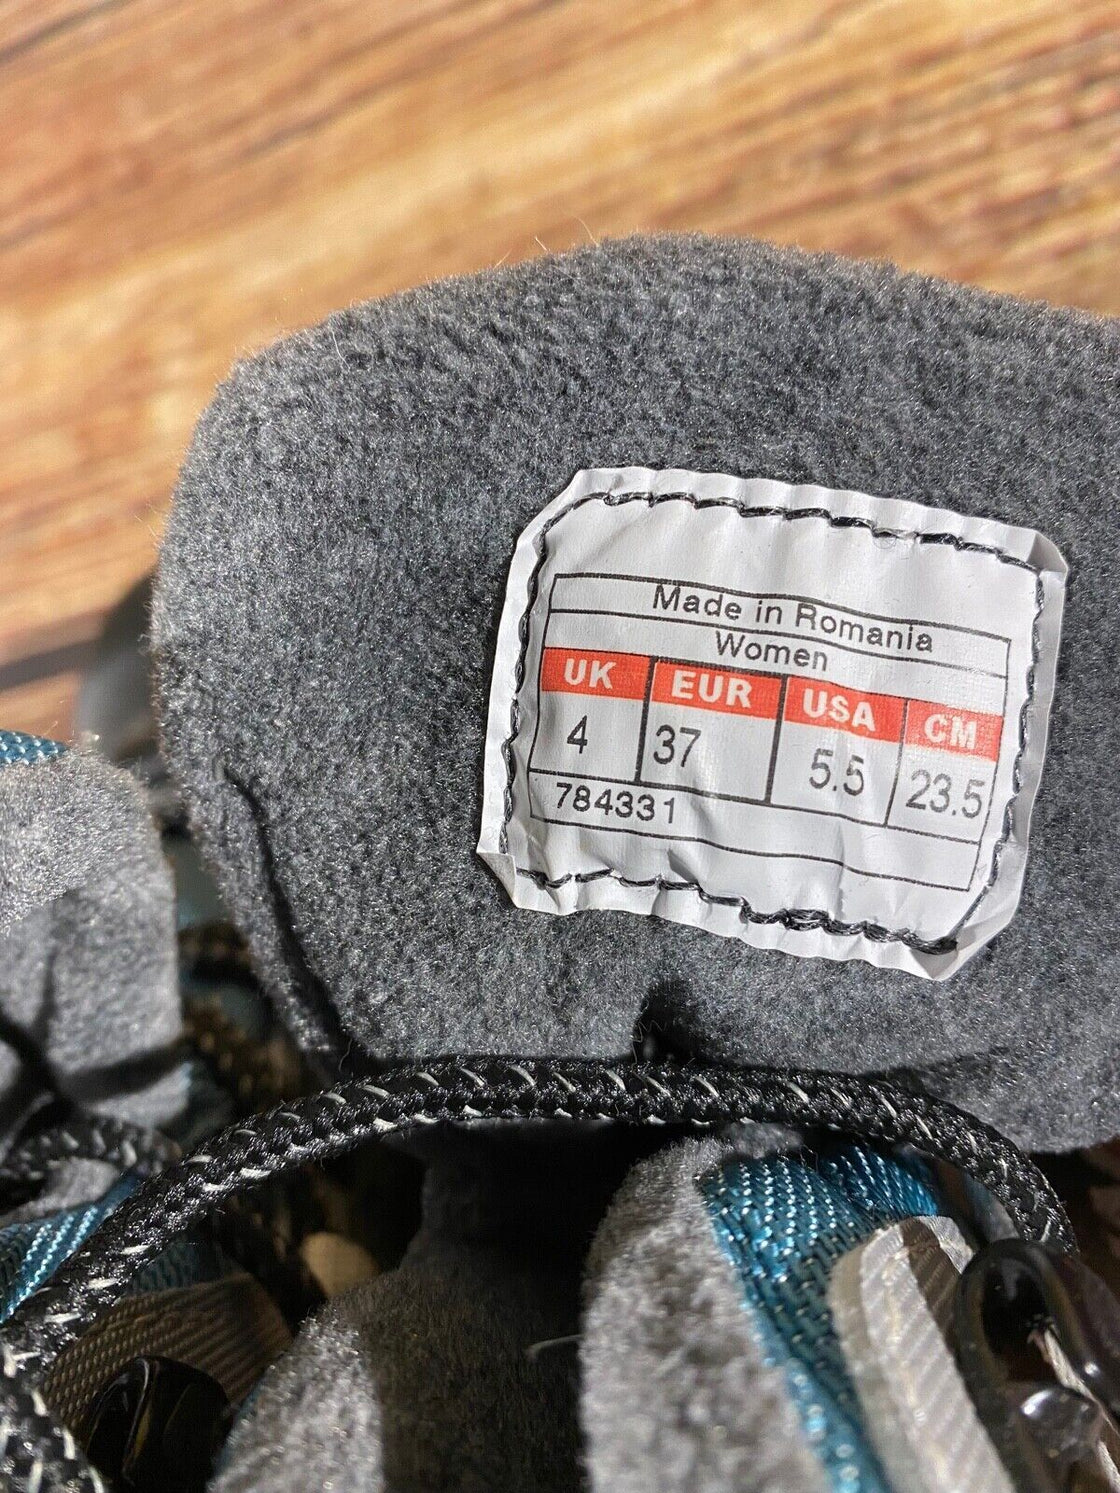 Made in Romania
Women
UK EUR USA CM
4 37 5.5 23.5
784331